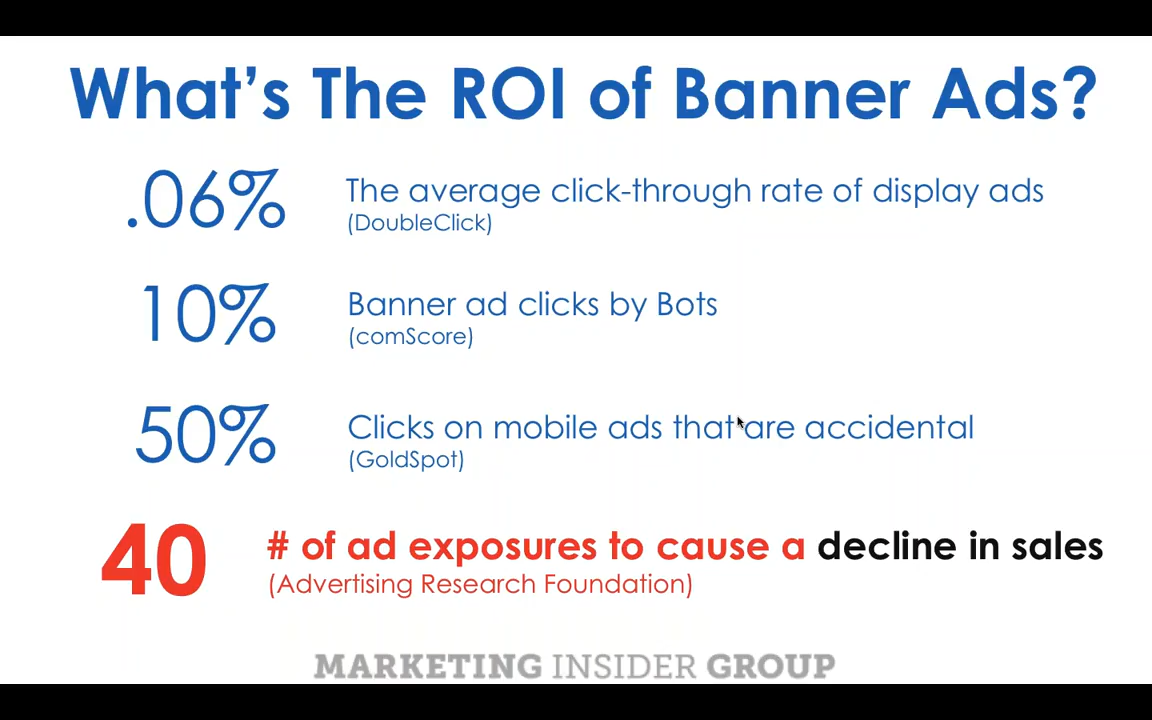 What's The ROI of Banner Ads?
.06%
The average click-through rate of display ads
(DoubleClick)
10%
Banner ad clicks by Bots
(comScore)
50%
Clicks on mobile ads that are accidental
(GoldSpot)
40
# of ad exposures to cause a decline in sales
(Advertising Research Foundation)
MARKETING INSIDER GROUP